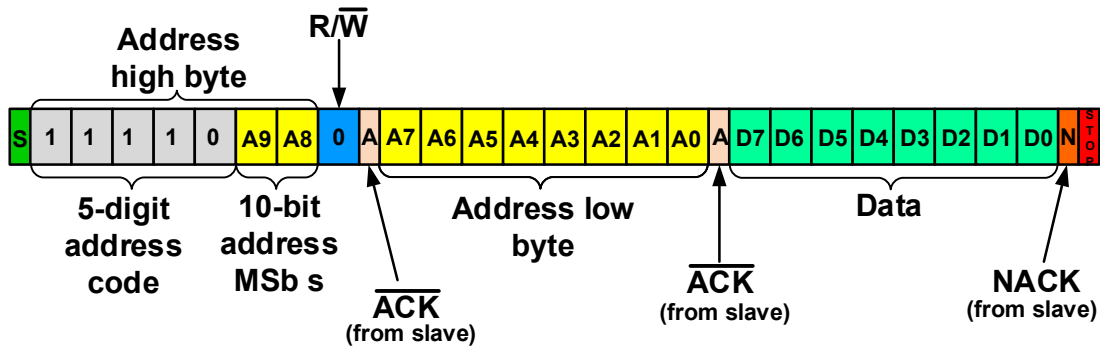 R/W
Address
high byte
S 1 1 1 1 0 A9 A8 0 A A7 A6 A5 A4 A3 A2 A1 A0 A D7 D6 D5 D4 D3 D2 D1 D0 N STOP
5-digit
address
code
10-bit
address
MSb s
Address low
byte
Data
ACK
(from slave)
ACK
(from slave)
NACK
(from slave)